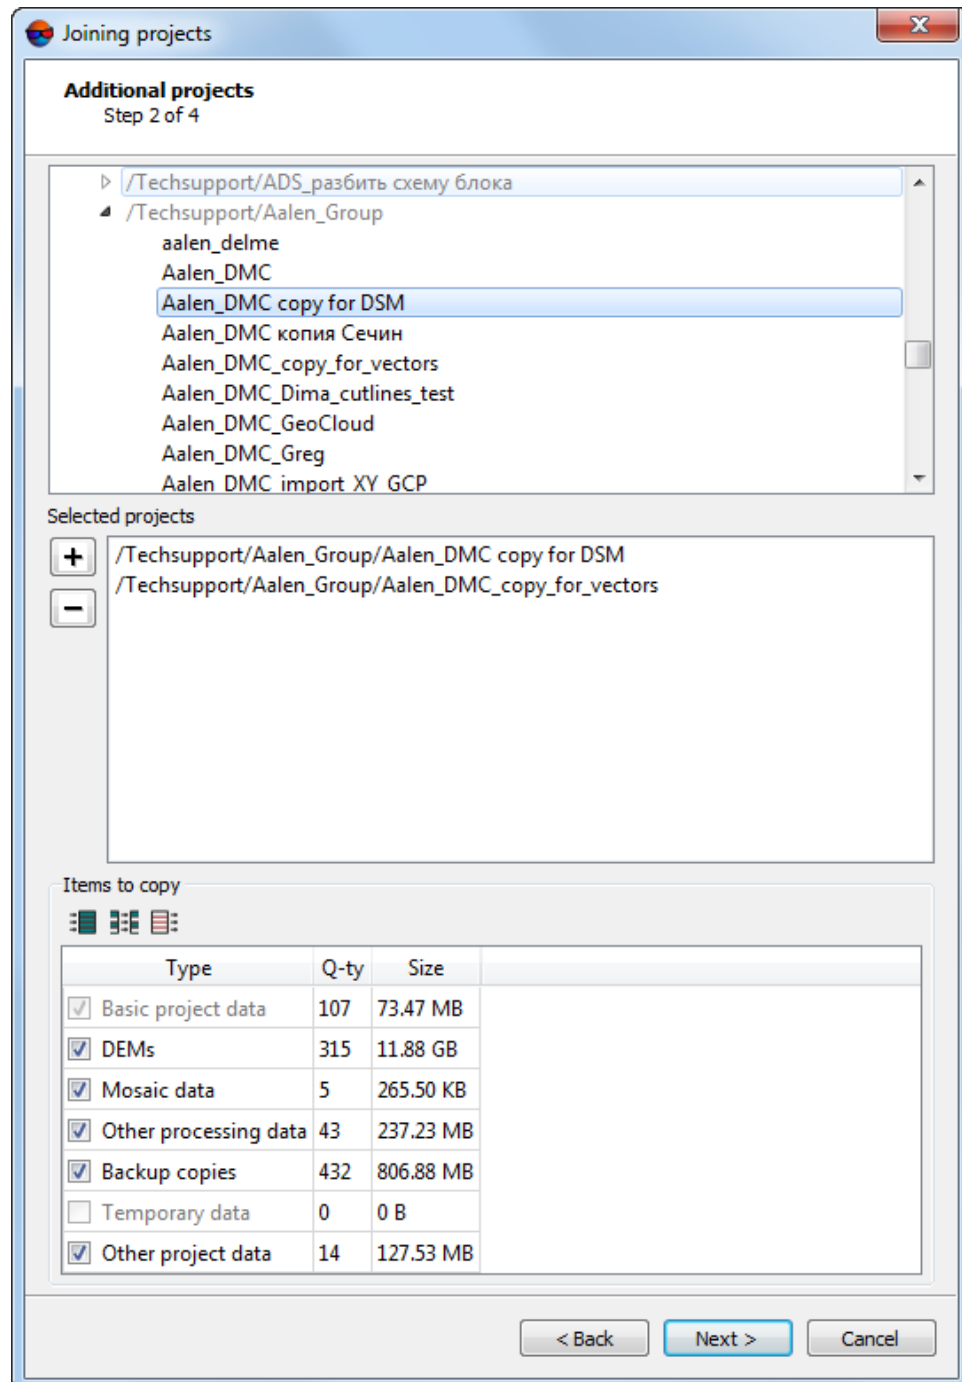 Joining projects
Additional projects
Step 2 of 4
/Techsupport/ADS_разбить схему блока
/Techsupport/Aalen_Group
aalen_delme
Aalen_DMC
Aalen_DMC copy for DSM
Aalen_DMC копия Сечин
Aalen_DMC_copy_for_vectors
Aalen_DMC_Dima_cutlines_test
Aalen_DMC_GeoCloud
Aalen_DMC_Greg
Aalen_DMC_import_XY_GCP
Selected projects
/Techsupport/Aalen_Group/Aalen_DMC copy for DSM
/Techsupport/Aalen_Group/Aalen_DMC_copy_for_vectors
Items to copy
Type Q-ty Size
Basic project data 107 73.47 MB
DEMs 315 11.88 GB
Mosaic data 5 265.50 KB
Other processing data 43 237.23 MB
Backup copies 432 806.88 MB
Temporary data 0 0 B
Other project data 14 127.53 MB
< Back Next > Cancel